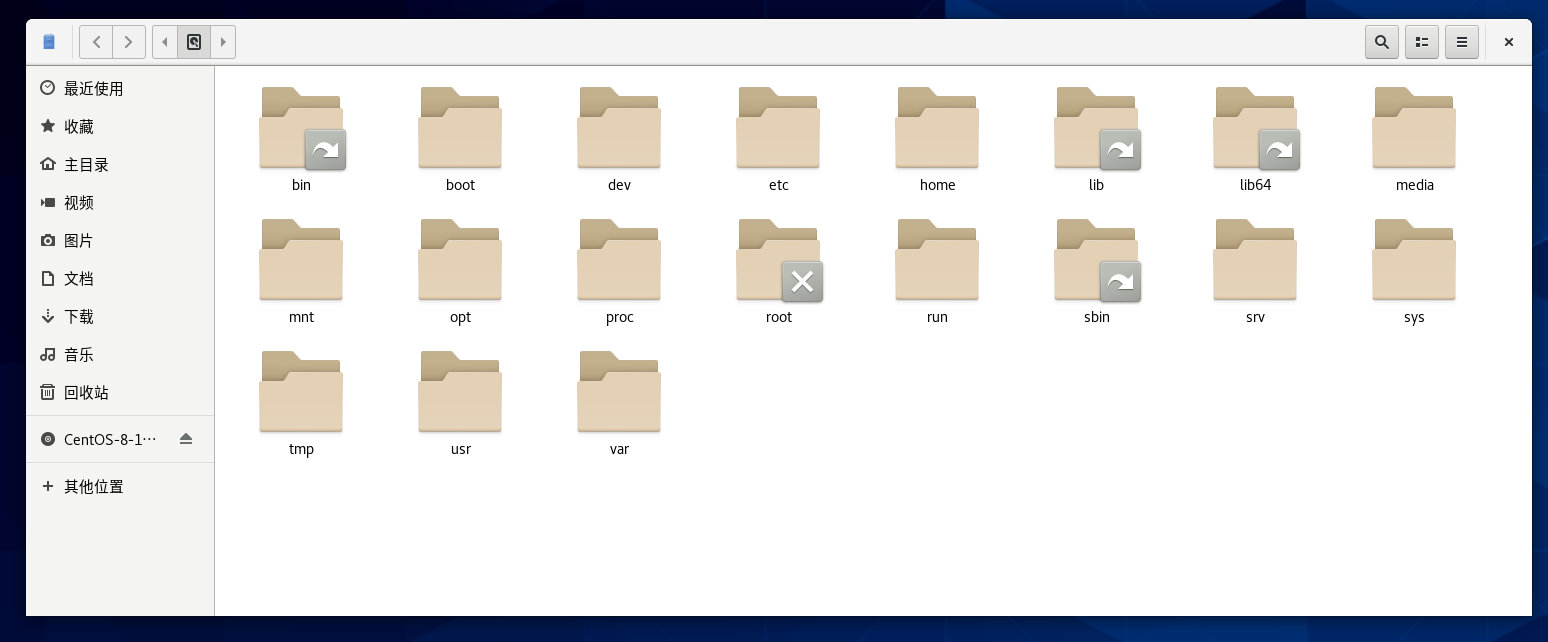 最近使用
收藏
主目录
视频
图片
文档
下载
音乐
回收站
CentOS-8-1···
其他位置
bin boot dev etc home lib lib64 media
mnt opt proc root run sbin srv sys
tmp usr var